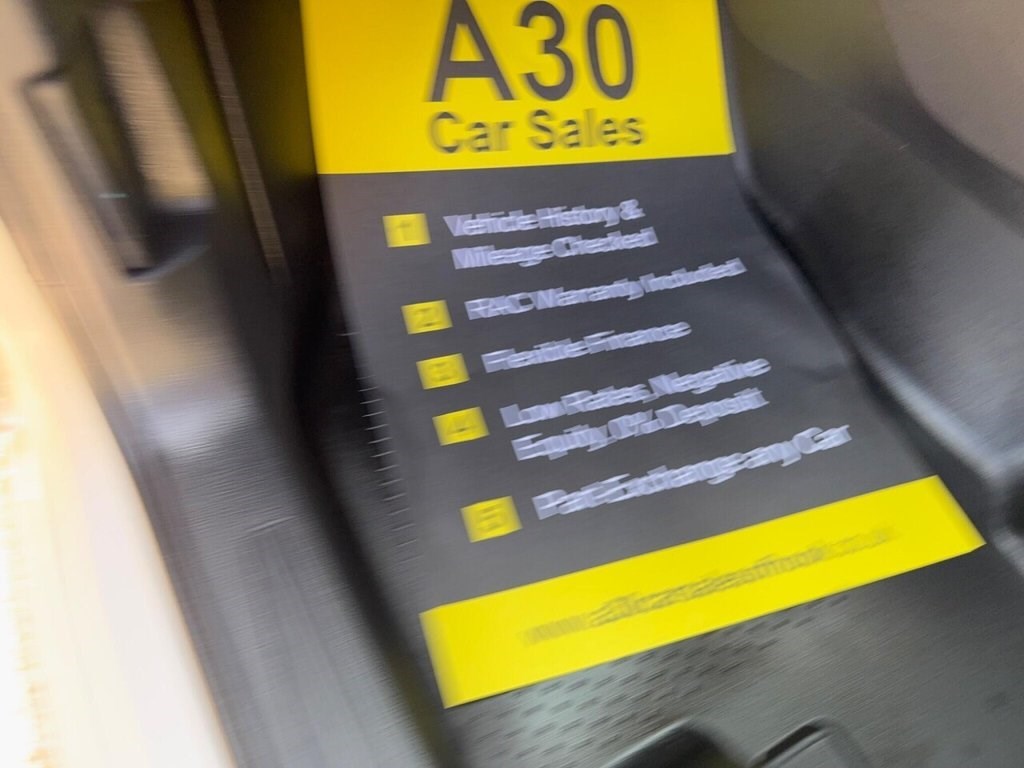 A30
Car Sales
1 Vehicle History &
Mileage Checked
2 RAC Warranty Included
3 Flexible Finance
4 Low Rates, Negative
Equity, 0% Deposit
5 Part Exchange any Car